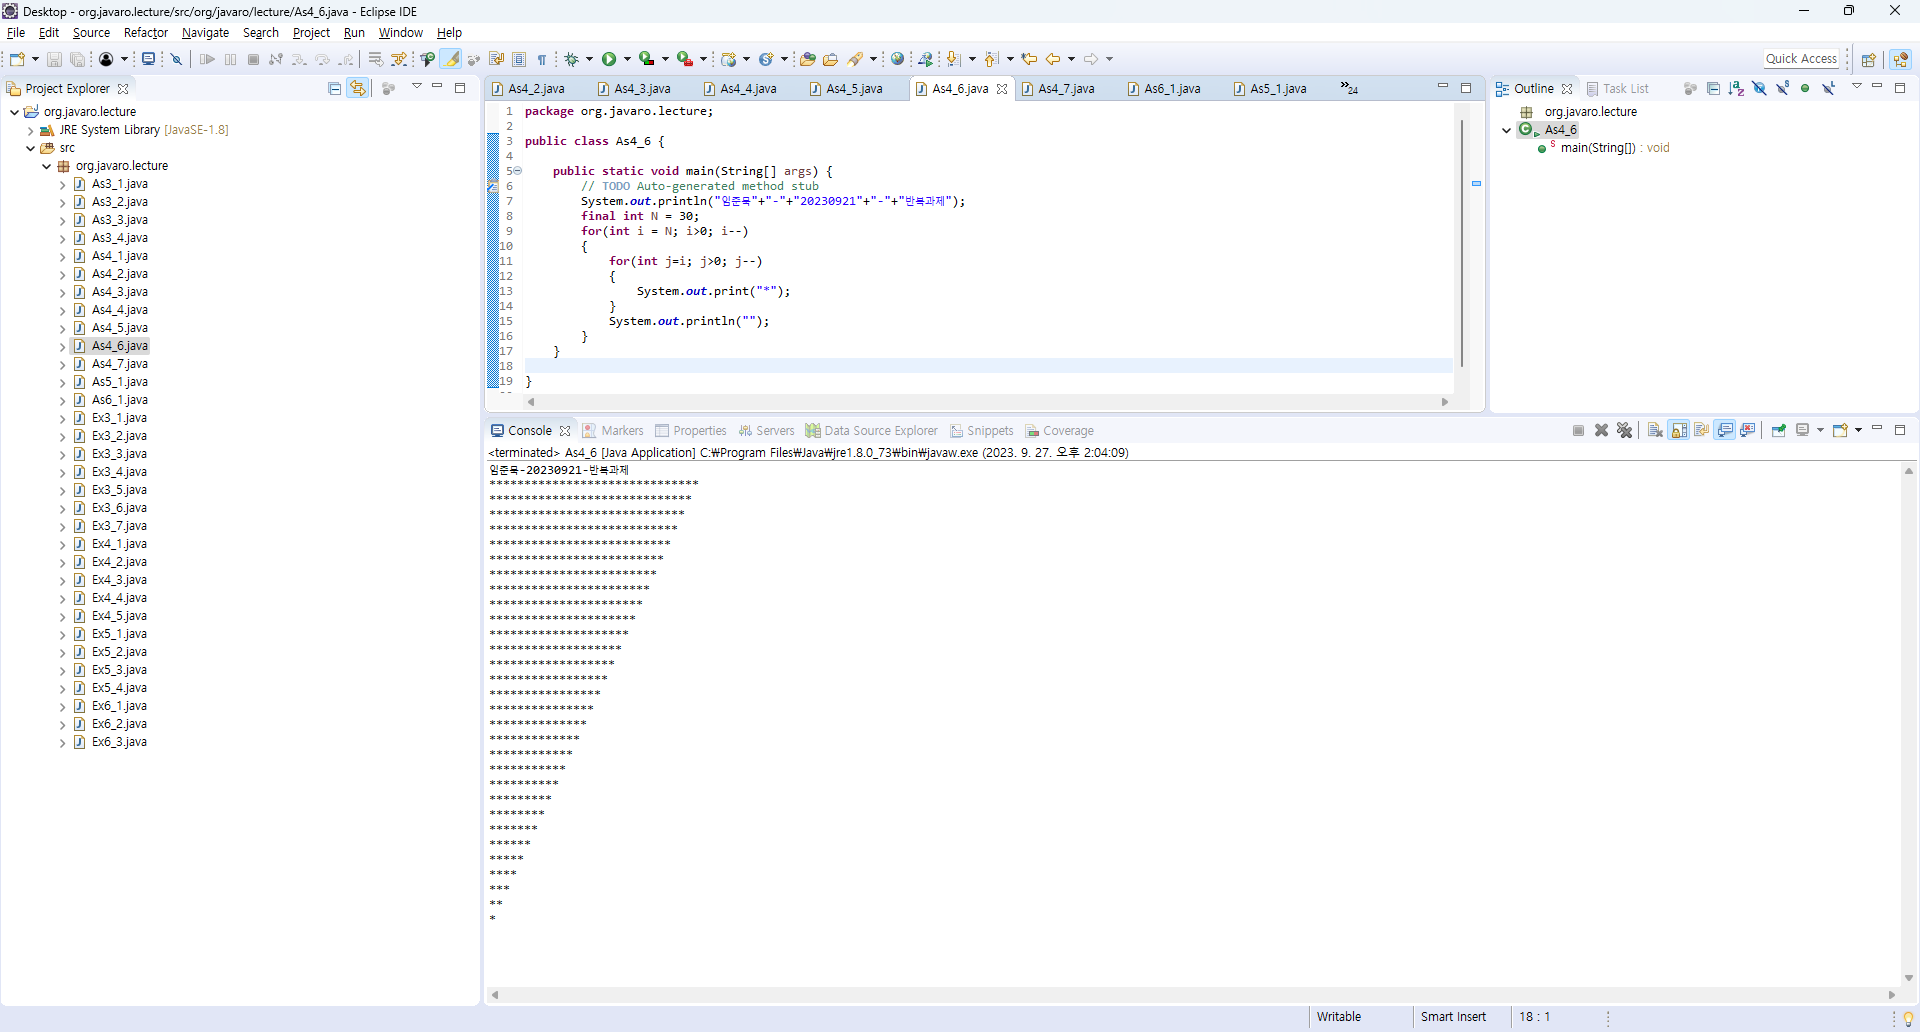 Desktop - org.javaro.lecture/src/org/javaro/lecture/As4_6.java - Eclipse IDE
File Edit Source Refactor Navigate Search Project Run Window Help
Quick Access
Project Explorer
org.javaro.lecture
JRE System Library [JavaSE-1.8]
src
org.javaro.lecture
As3_1.java
As3_2.java
As3_3.java
As3_4.java
As4_1.java
As4_2.java
As4_3.java
As4_4.java
As4_5.java
As4_6.java
As4_7.java
As5_1.java
As6_1.java
Ex3_1.java
Ex3_2.java
Ex3_3.java
Ex3_4.java
Ex3_5.java
Ex3_6.java
Ex3_7.java
Ex4_1.java
Ex4_2.java
Ex4_3.java
Ex4_4.java
Ex4_5.java
Ex5_1.java
Ex5_2.java
Ex5_3.java
Ex5_4.java
Ex6_1.java
Ex6_2.java
Ex6_3.java
As4_2.java As4_3.java As4_4.java As4_5.java As4_6.java As4_7.java As6_1.java As5_1.java »24
1 package org.javaro.lecture;
2
3 public class As4_6 {
4
5 public static void main(String[] args) {
6 // TODO Auto-generated method stub
7 System.out.println("임준묵"+"-"+"20230921"+"-"+"반복과제");
8 final int N = 30;
9 for(int i = N; i>0; i--)
10 {
11 for(int j=i; j>0; j--)
12 {
13 System.out.print("*");
14 }
15 System.out.println("");
16 }
17 }
18
19 }
Outline Task List
org.javaro.lecture
As4_6
main(String[]) : void
Console Markers Properties Servers Data Source Explorer Snippets Coverage
<terminated> As4_6 [Java Application] C:₩Program Files₩Java₩jre1.8.0_73₩bin₩javaw.exe (2023. 9. 27. 오후 2:04:09)
임준묵-20230921-반복과제
******************************
*****************************
****************************
***************************
**************************
*************************
************************
***********************
**********************
*********************
********************
*******************
******************
*****************
****************
***************
**************
*************
************
***********
**********
*********
********
*******
******
*****
****
***
**
*
Writable Smart Insert 18 : 1